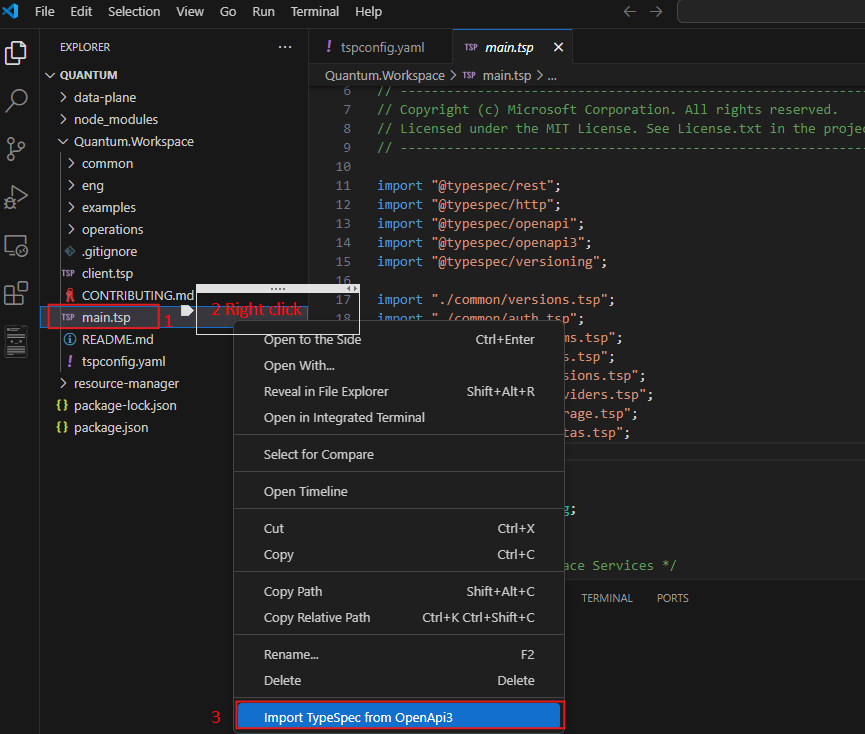 File Edit Selection View Go Run Terminal Help
EXPLORER ...
QUANTUM
data-plane
node_modules
Quantum.Workspace
common
eng
examples
operations
.gitignore
TSP client.tsp
CONTRIBUTING.md
TSP main.tsp 1
README.md
! tspconfig.yaml
resource-manager
{} package-lock.json
{} package.json
! tspconfig.yaml
TSP main.tsp
Quantum.Workspace > TSP main.tsp > ...
6 // ------------------------------------------------------------
7 // Copyright (c) Microsoft Corporation. All rights reserved.
8 // Licensed under the MIT License. See License.txt in the projec
9 // ------------------------------------------------------------
10
11 import "@typespec/rest";
12 import "@typespec/http";
13 import "@typespec/openapi";
14 import "@typespec/openapi3";
15 import "@typespec/versioning";
16
17 import "./common/versions.tsp";
18 import "./common/auth.tsp";
ms.tsp";
s.tsp";
sions.tsp";
viders.tsp";
rage.tsp";
tas.tsp";
g;
ace Services */
TERMINAL PORTS
2 Right click
Open to the Side Ctrl+Enter
Open With...
Reveal in File Explorer Shift+Alt+R
Open in Integrated Terminal
Select for Compare
Open Timeline
Cut Ctrl+X
Copy Ctrl+C
Copy Path Shift+Alt+C
Copy Relative Path Ctrl+K Ctrl+Shift+C
Rename... F2
Delete Delete
3 Import TypeSpec from OpenApi3